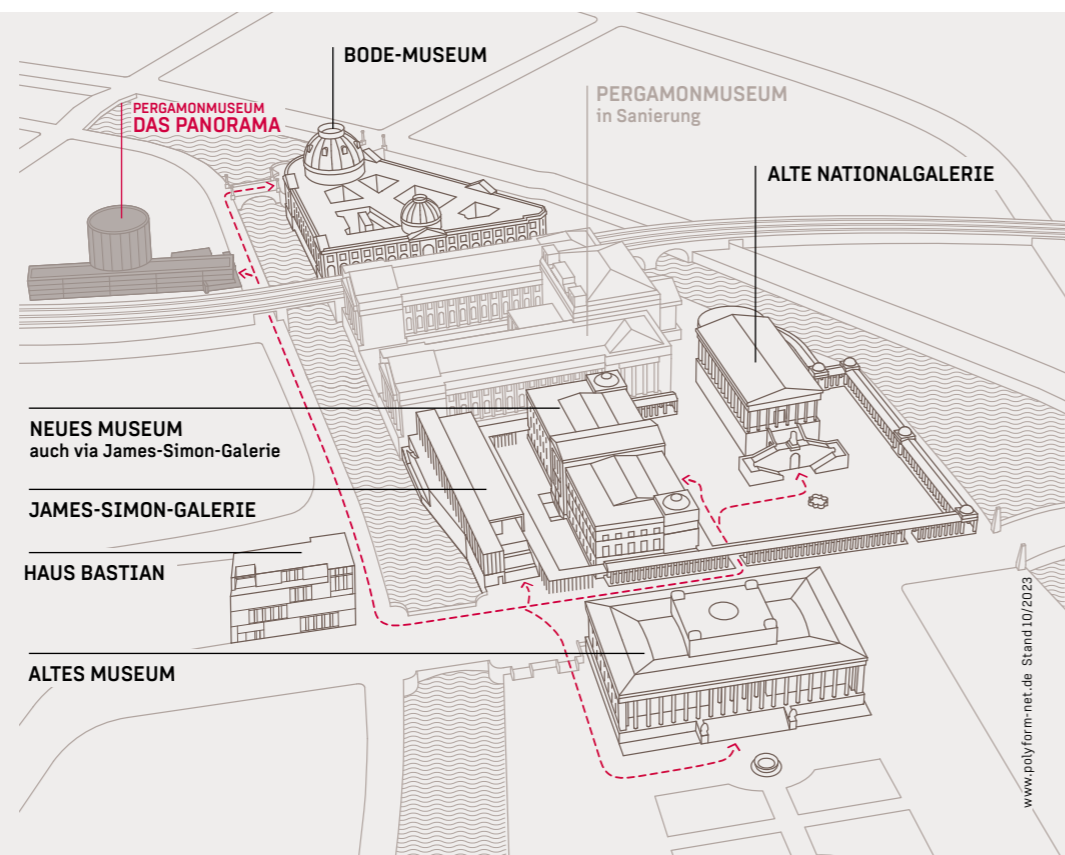 BODE-MUSEUM
PERGAMONMUSEUM
DAS PANORAMA
PERGAMONMUSEUM
in Sanierung
ALTE NATIONALGALERIE
NEUES MUSEUM
auch via James-Simon-Galerie
JAMES-SIMON-GALERIE
HAUS BASTIAN
ALTES MUSEUM
www.polyform-net.de Stand 10/2023